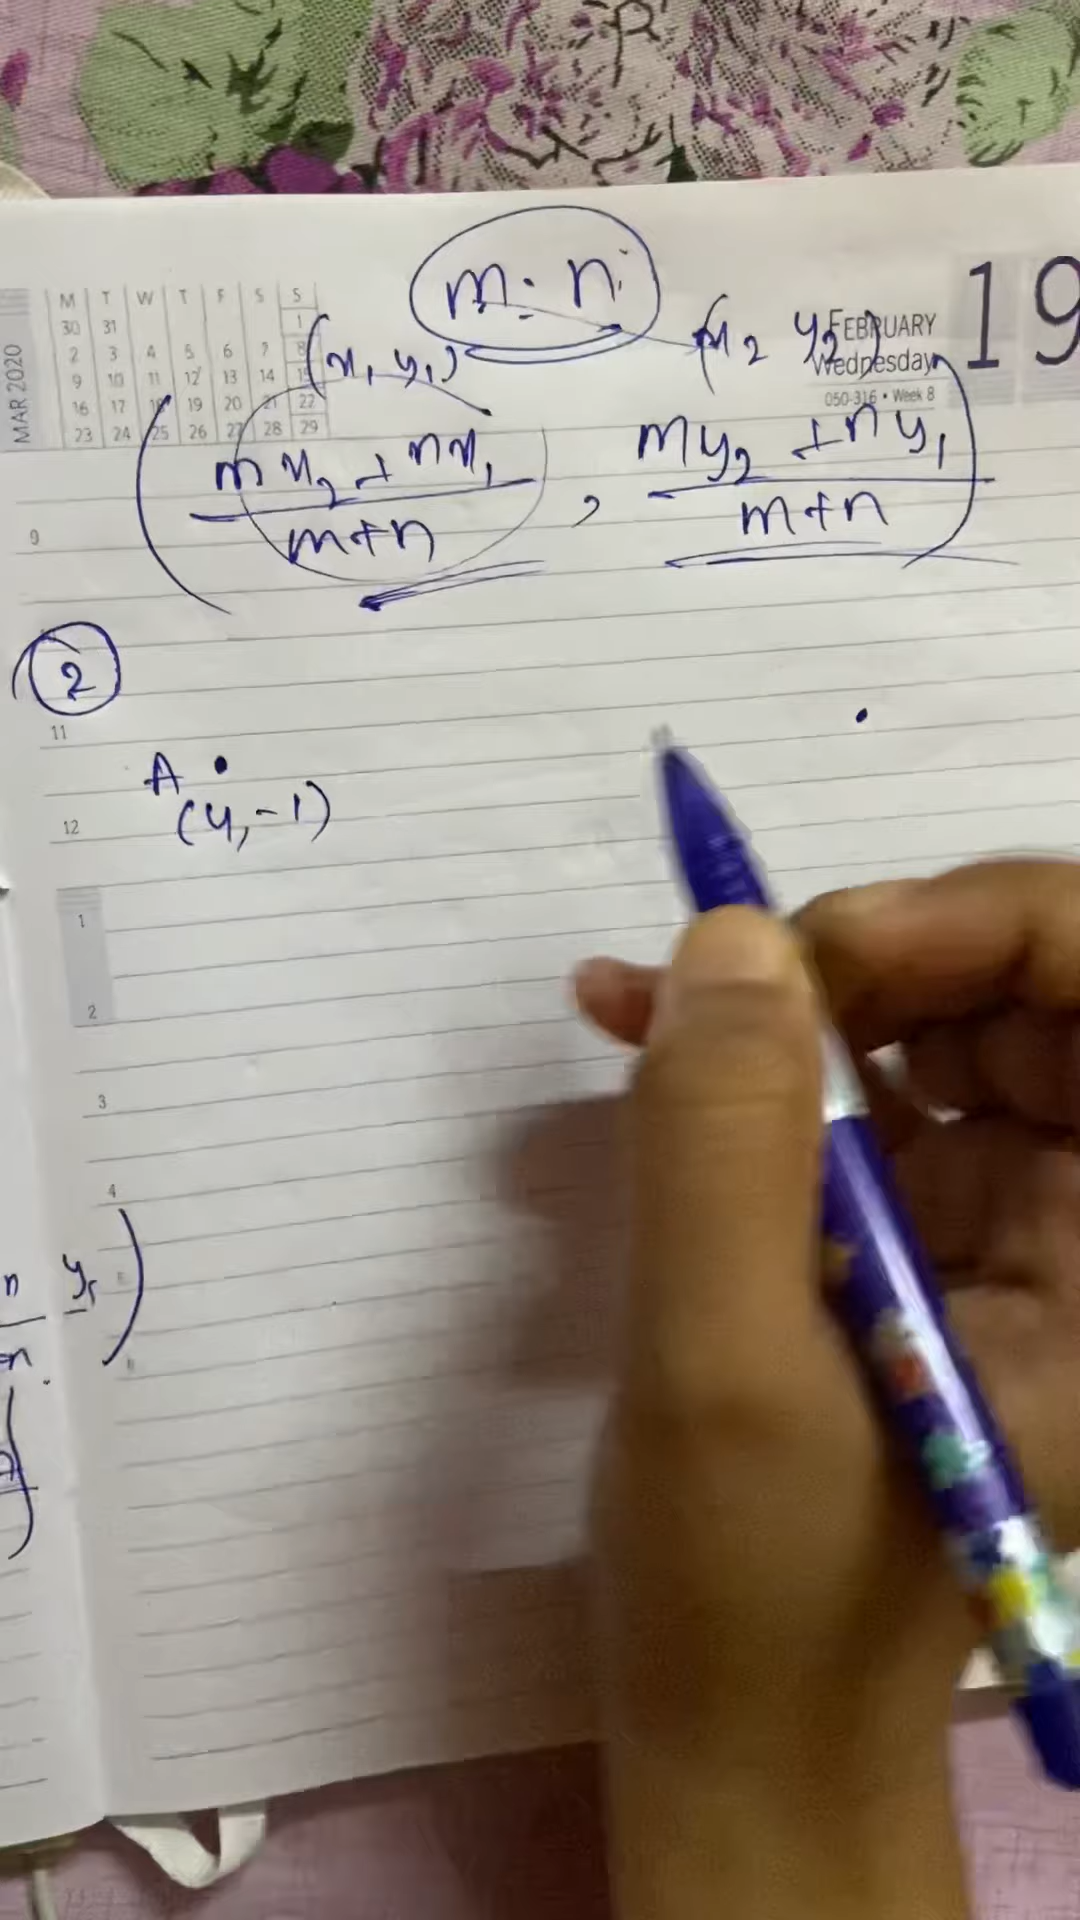 m : n
(x₁ y₁) (x₂ y₂)
( mx₂ + nx₁ / m+n , my₂ + ny₁ / m+n )
2
A •
(4, -1)
MAR 2020
M T W T F S S
30 31 1
2 3 4 5 6 7 8
9 10 11 12 13 14 15
16 17 18 19 20 21 22
23 24 25 26 27 28 29
FEBRUARY
Wednesday
050-316 • Week 8
19
9
11
12
1
2
3
4
n y₁
n